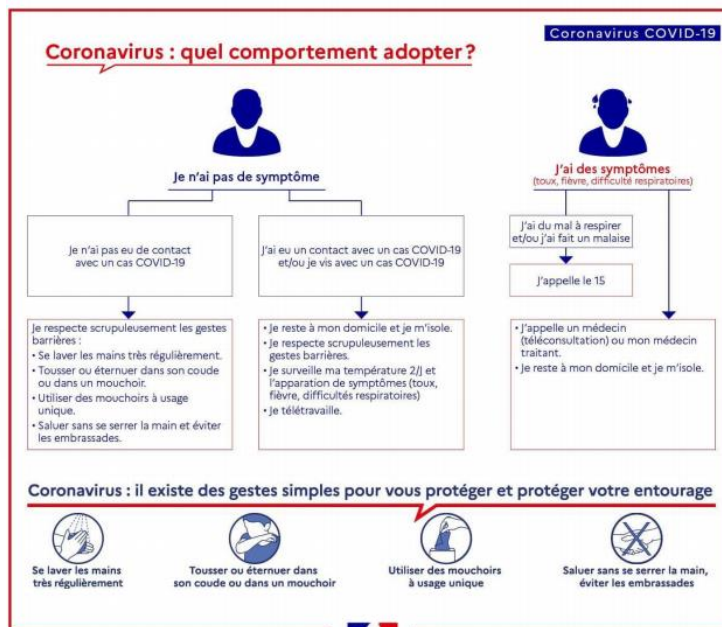 Coronavirus COVID-19
Coronavirus : quel comportement adopter ?
Je n'ai pas de symptôme
Je n'ai pas eu de contact
avec un cas COVID-19
Je respecte scrupuleusement les gestes
barrières :
• Se laver les mains très régulièrement.
• Tousser ou éternuer dans son coude
ou dans un mouchoir.
• Utiliser des mouchoirs à usage
unique.
• Saluer sans se serrer la main et éviter
les embrassades.
J'ai eu un contact avec un cas COVID-19
et/ou je vis avec un cas COVID-19
• Je reste à mon domicile et je m'isole.
• Je respecte scrupuleusement les
gestes barrières.
• Je surveille ma température 2/J et
l'apparation de symptômes (toux,
fièvre, difficultés respiratoires)
• Je télétravaille.
J'ai des symptômes
(toux, fièvre, difficulté respiratoires)
J'ai du mal à respirer
et/ou j'ai fait un malaise
J'appelle le 15
• J'appelle un médecin
(téléconsultation) ou mon médecin
traitant.
• Je reste à mon domicile et je m'isole.
Coronavirus : il existe des gestes simples pour vous protéger et protéger votre entourage
Se laver les mains
très régulièrement
Tousser ou éternuer dans
son coude ou dans un mouchoir
Utiliser des mouchoirs
à usage unique
Saluer sans se serrer la main,
éviter les embrassades